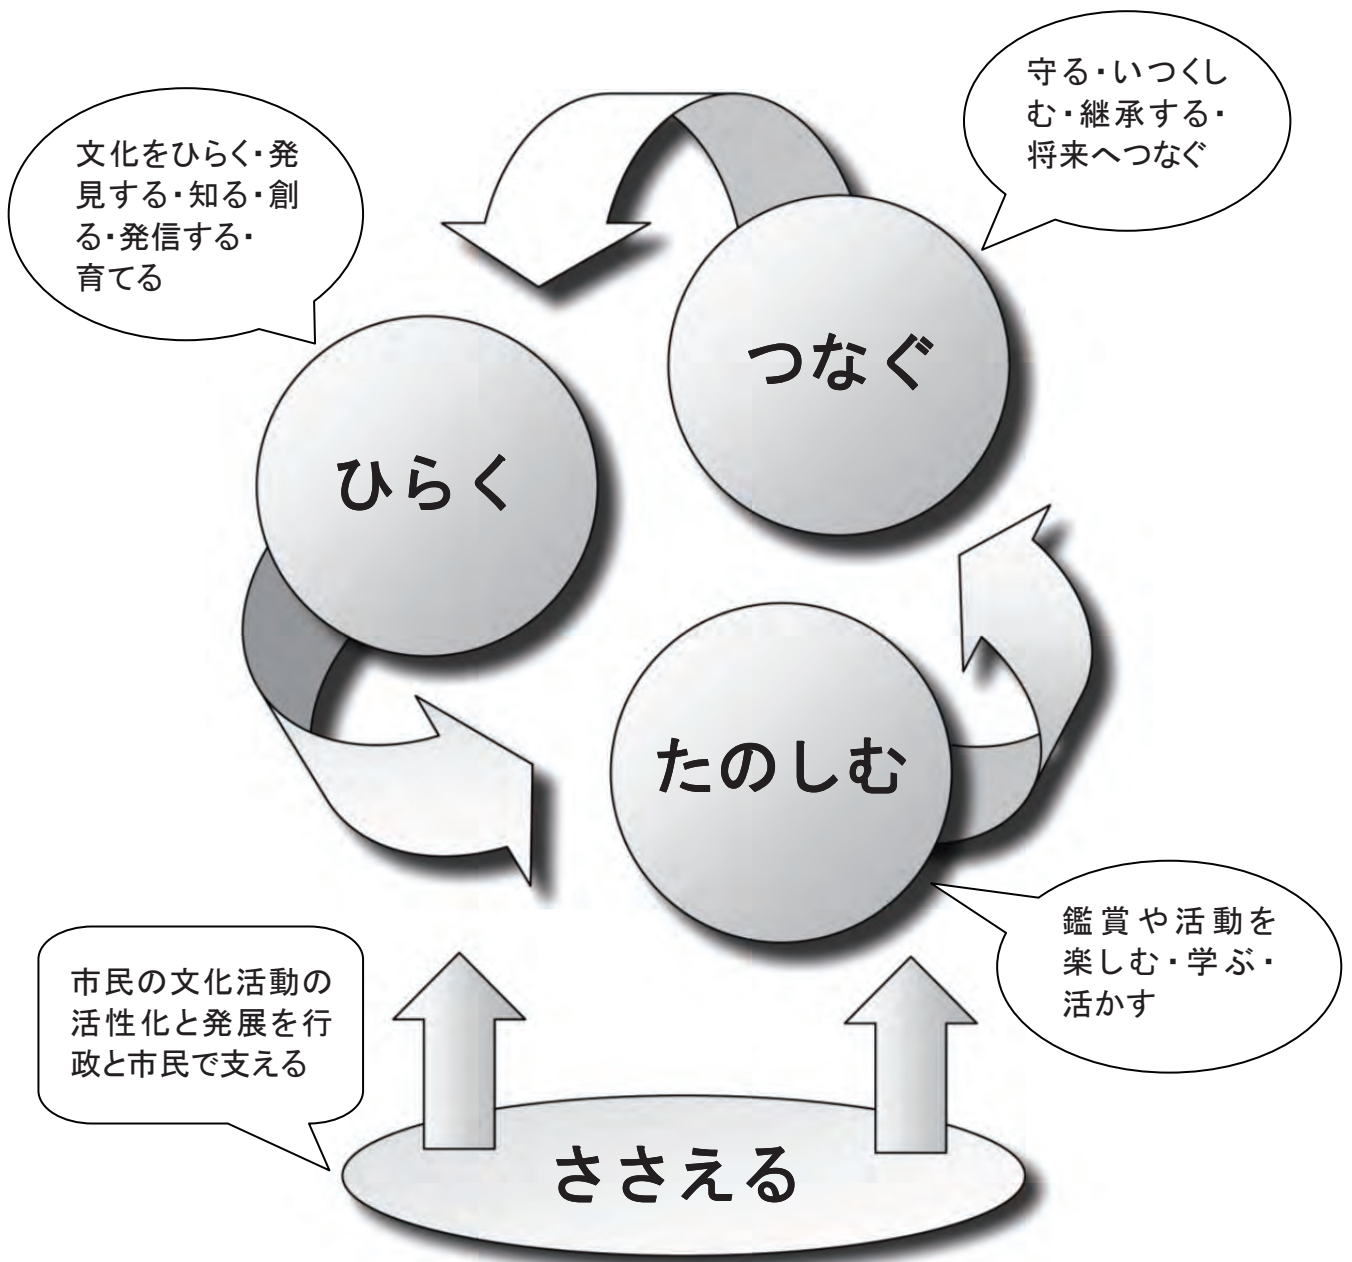 守る・いつくし
む・継承する・
将来へつなぐ
文化をひらく・発
見する・知る・創
る・発信する・
育てる
つなぐ
ひらく
たのしむ
鑑賞や活動を
楽しむ・学ぶ・
活かす
市民の文化活動の
活性化と発展を行
政と市民で支える
ささえる